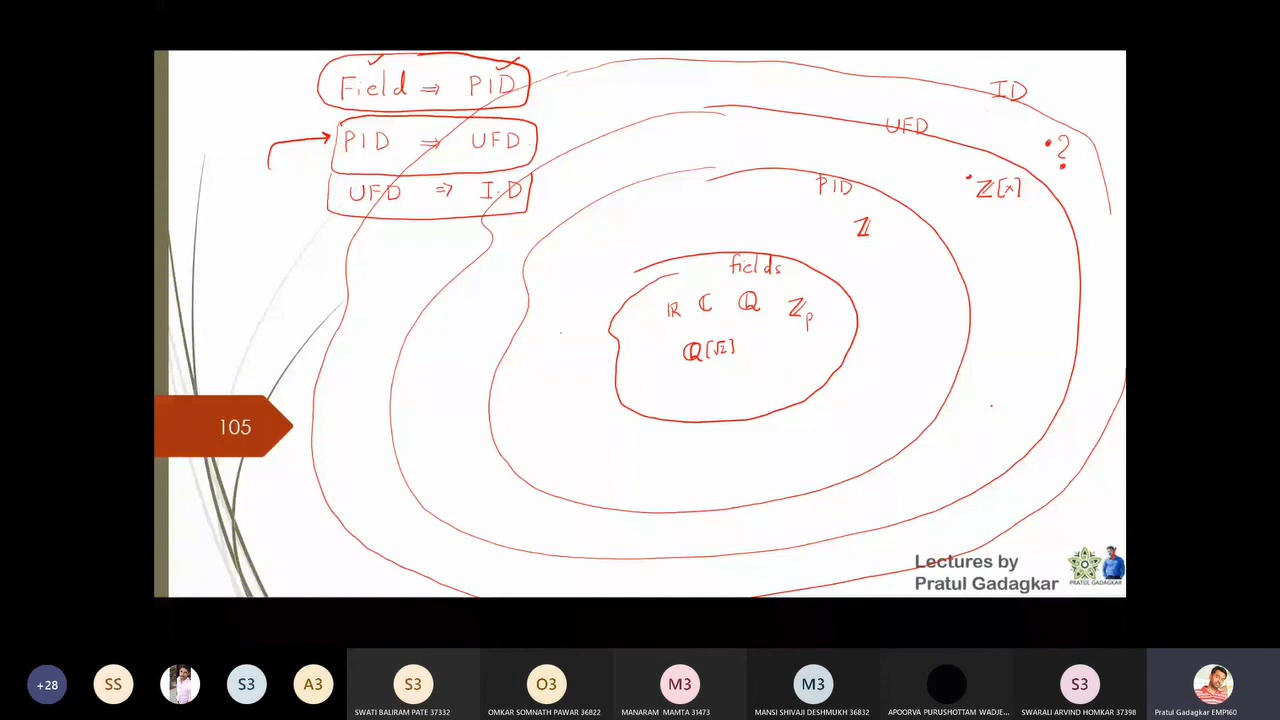 Field ⇒ PID
PID ⇒ UFD
UFD ⇒ I.D
ID
UFD
?
ℤ[x]
PID
ℤ
fields
ℝ ℂ ℚ ℤp
ℚ[√2]
105
Lectures by
Pratul Gadagkar
PRATUL GADAGKAR
+28
SS
S3
A3
S3
O3
M3
M3
S3
SWATI BALIRAM PATE 37332
OMKAR SOMNATH PAWAR 36822
MANARAM MAMTA 31473
MANSI SHIVAJI DESHMUKH 36832
APOORVA PURUSHOTTAM WADJE...
SWARALI ARVIND HOMKAR 37398
Pratul Gadagkar EMP160